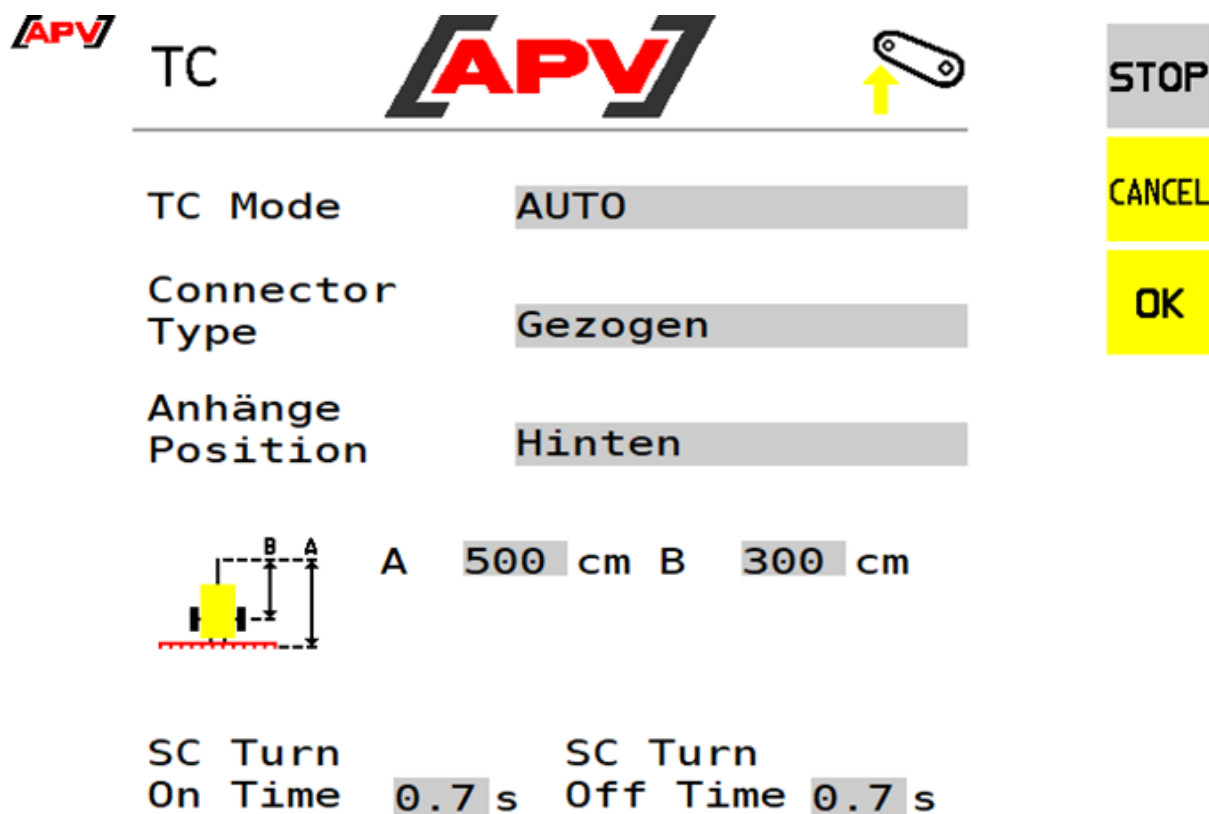 APV
TC
APV
STOP
TC Mode AUTO
CANCEL
Connector
Type Gezogen
OK
Anhänge
Position Hinten
B A
A 500 cm B 300 cm
SC Turn SC Turn
On Time 0.7 s Off Time 0.7 s